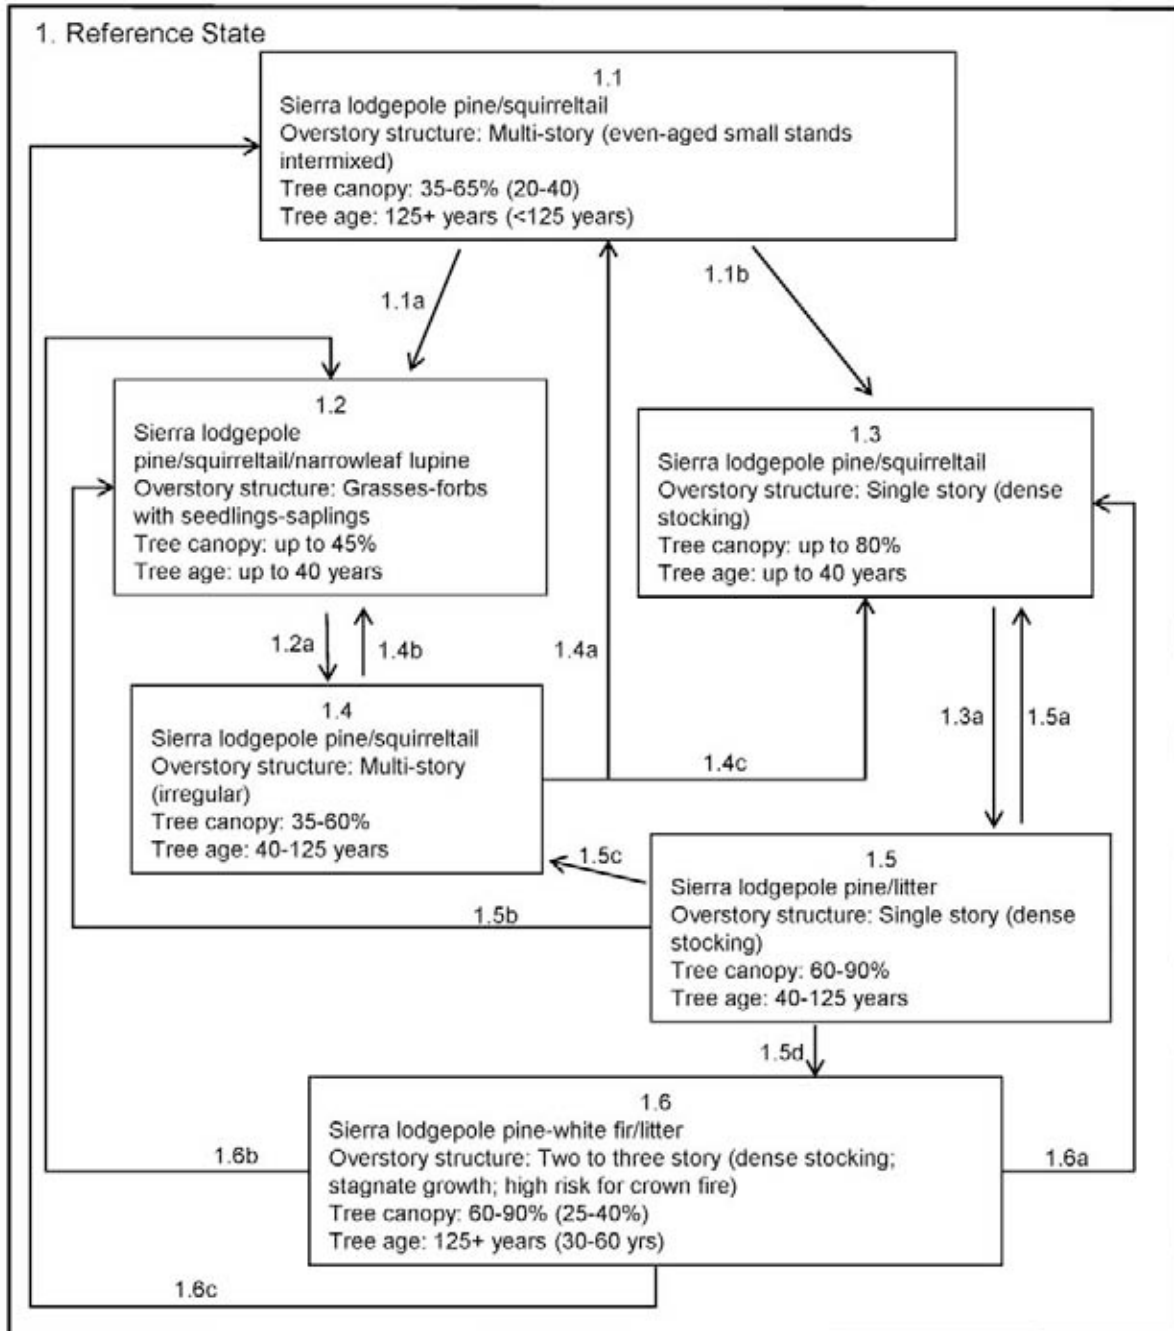 1. Reference State
1.1
Sierra lodgepole pine/squirreltail
Overstory structure: Multi-story (even-aged small stands
intermixed)
Tree canopy: 35-65% (20-40)
Tree age: 125+ years (<125 years)
1.1a
1.1b
1.2
Sierra lodgepole
pine/squirreltail/narrowleaf lupine
Overstory structure: Grasses-forbs
with seedlings-saplings
Tree canopy: up to 45%
Tree age: up to 40 years
1.3
Sierra lodgepole pine/squirreltail
Overstory structure: Single story (dense
stocking)
Tree canopy: up to 80%
Tree age: up to 40 years
1.2a
1.4b
1.4a
1.3a
1.5a
1.4
Sierra lodgepole pine/squirreltail
Overstory structure: Multi-story
(irregular)
Tree canopy: 35-60%
Tree age: 40-125 years
1.4c
1.5c
1.5b
1.5
Sierra lodgepole pine/litter
Overstory structure: Single story (dense
stocking)
Tree canopy: 60-90%
Tree age: 40-125 years
1.5d
1.6
Sierra lodgepole pine-white fir/litter
Overstory structure: Two to three story (dense stocking;
stagnate growth; high risk for crown fire)
Tree canopy: 60-90% (25-40%)
Tree age: 125+ years (30-60 yrs)
1.6b
1.6a
1.6c